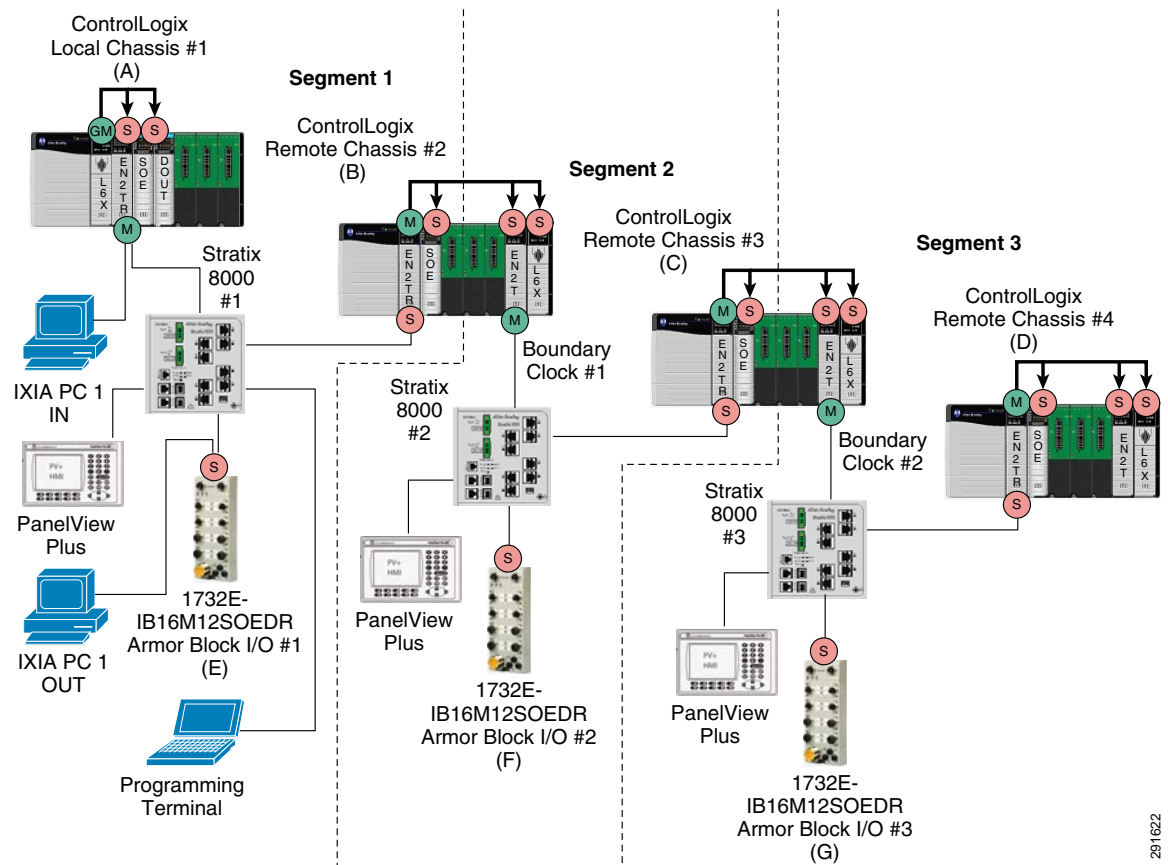 ControlLogix
Local Chassis #1
(A)
Segment 1
GM
S
S
L6X
EN2TR
SOE
DOUT
M
ControlLogix
Remote Chassis #2
(B)
Segment 2
M
S
S
S
EN2TR
SOE
EN2T
L6X
S
M
Boundary
Clock #1
ControlLogix
Remote Chassis #3
(C)
Segment 3
M
S
S
S
EN2TR
SOE
EN2T
L6X
S
M
Boundary
Clock #2
ControlLogix
Remote Chassis #4
(D)
M
S
S
S
EN2TR
SOE
EN2T
L6X
S
Stratix
8000
#1
IXIA PC 1
IN
PV+
HMI
PanelView
Plus
S
1732E-
IB16M12SOEDR
Armor Block I/O #1
(E)
IXIA PC 1
OUT
Programming
Terminal
Stratix
8000
#2
PV+
HMI
PanelView
Plus
S
1732E-
IB16M12SOEDR
Armor Block I/O #2
(F)
Stratix
8000
#3
PV+
HMI
PanelView
Plus
S
1732E-
IB16M12SOEDR
Armor Block I/O #3
(G)
291622